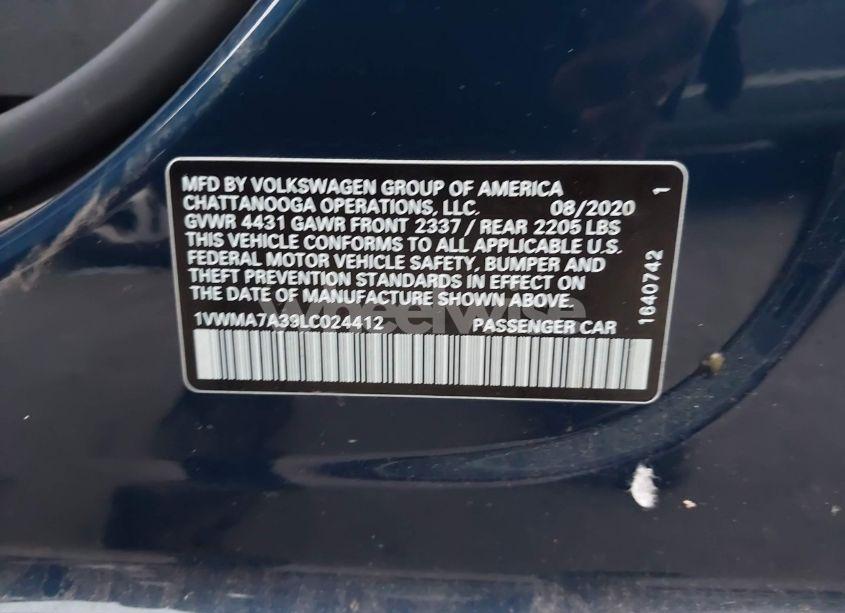 MFD BY VOLKSWAGEN GROUP OF AMERICA
CHATTANOOGA OPERATIONS, LLC. 08/2020 1
GVWR 4431 GAWR FRONT 2337 / REAR 2205 LBS
THIS VEHICLE CONFORMS TO ALL APPLICABLE U.S.
FEDERAL MOTOR VEHICLE SAFETY, BUMPER AND
THEFT PREVENTION STANDARDS IN EFFECT ON
THE DATE OF MANUFACTURE SHOWN ABOVE.
1VWMA7A39LC024412 PASSENGER CAR
1640742
Wheelwise